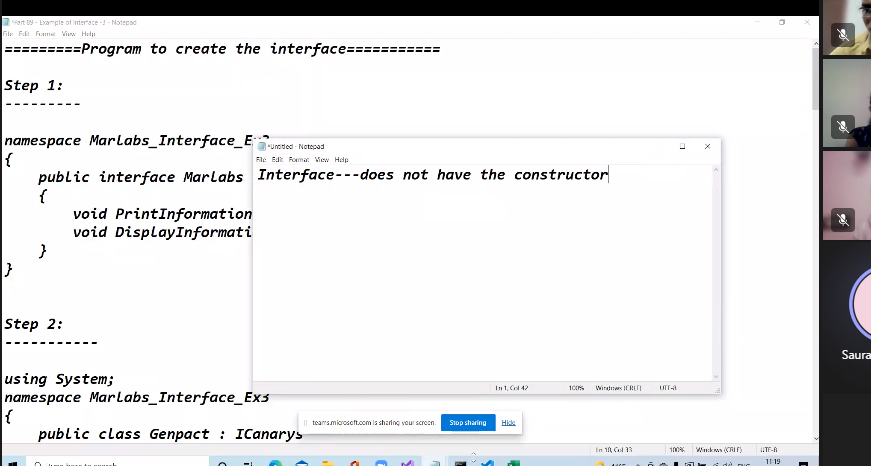 *Part 89 - Example of Interface -3 - Notepad
File Edit Format View Help
=========Program to create the interface===========
Step 1:
---------
namespace Marlabs_Interface_Ex3
{
public interface Marlabs
{
void PrintInformation
void DisplayInformati
}
}
Step 2:
-----------
using System;
namespace Marlabs_Interface_Ex3
{
public class Genpact : ICanarys
*Untitled - Notepad
File Edit Format View Help
Interface---does not have the constructor
Ln 1, Col 42 100% Windows (CRLF) UTF-8
teams.microsoft.com is sharing your screen. Stop sharing Hide
Ln 10, Col 33 100% Windows (CRLF) UTF-8
Type here to search
11:19
Saura